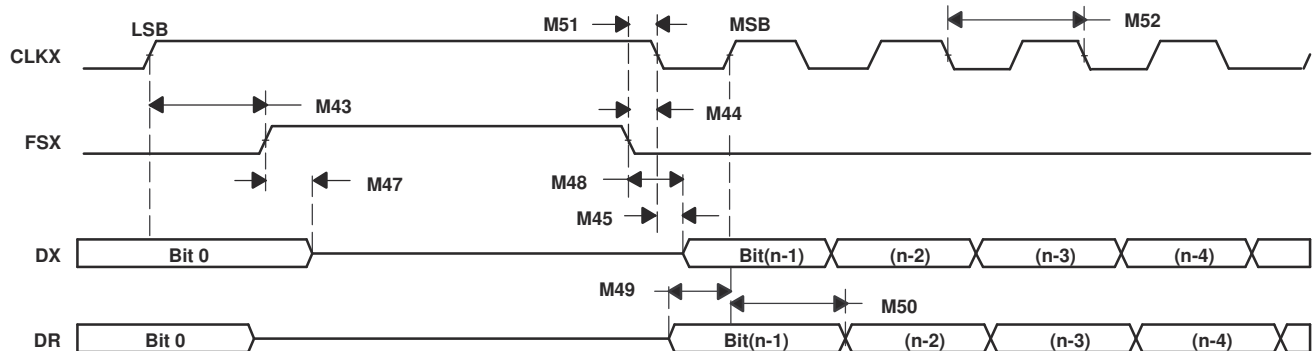 LSB M51 MSB M52
CLKX
M43 M44
FSX
M47 M48
M45
DX Bit 0 Bit(n-1) (n-2) (n-3) (n-4)
M49 M50
DR Bit 0 Bit(n-1) (n-2) (n-3) (n-4)